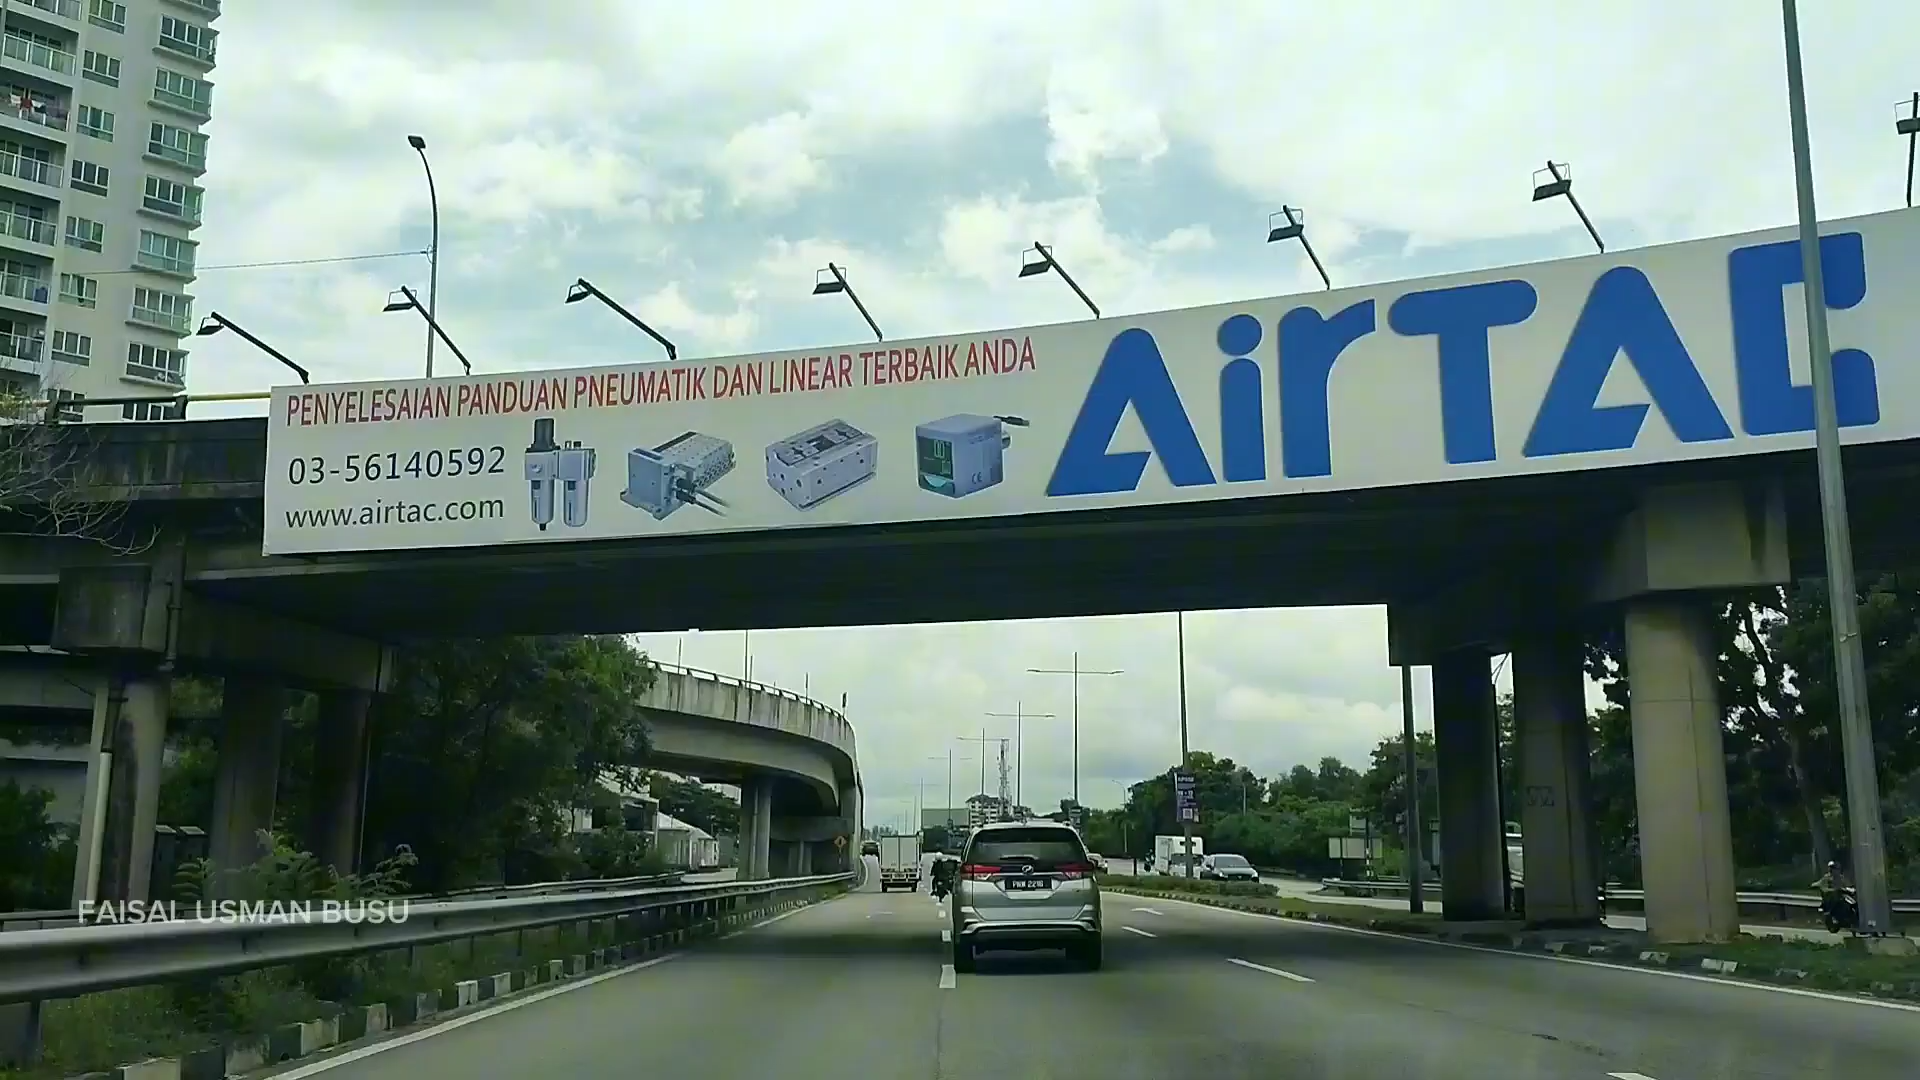 PENYELESAIAN PANDUAN PNEUMATIK DAN LINEAR TERBAIK ANDA
03-56140592
www.airtac.com
AirTAC
FAISAL USMAN BUSU